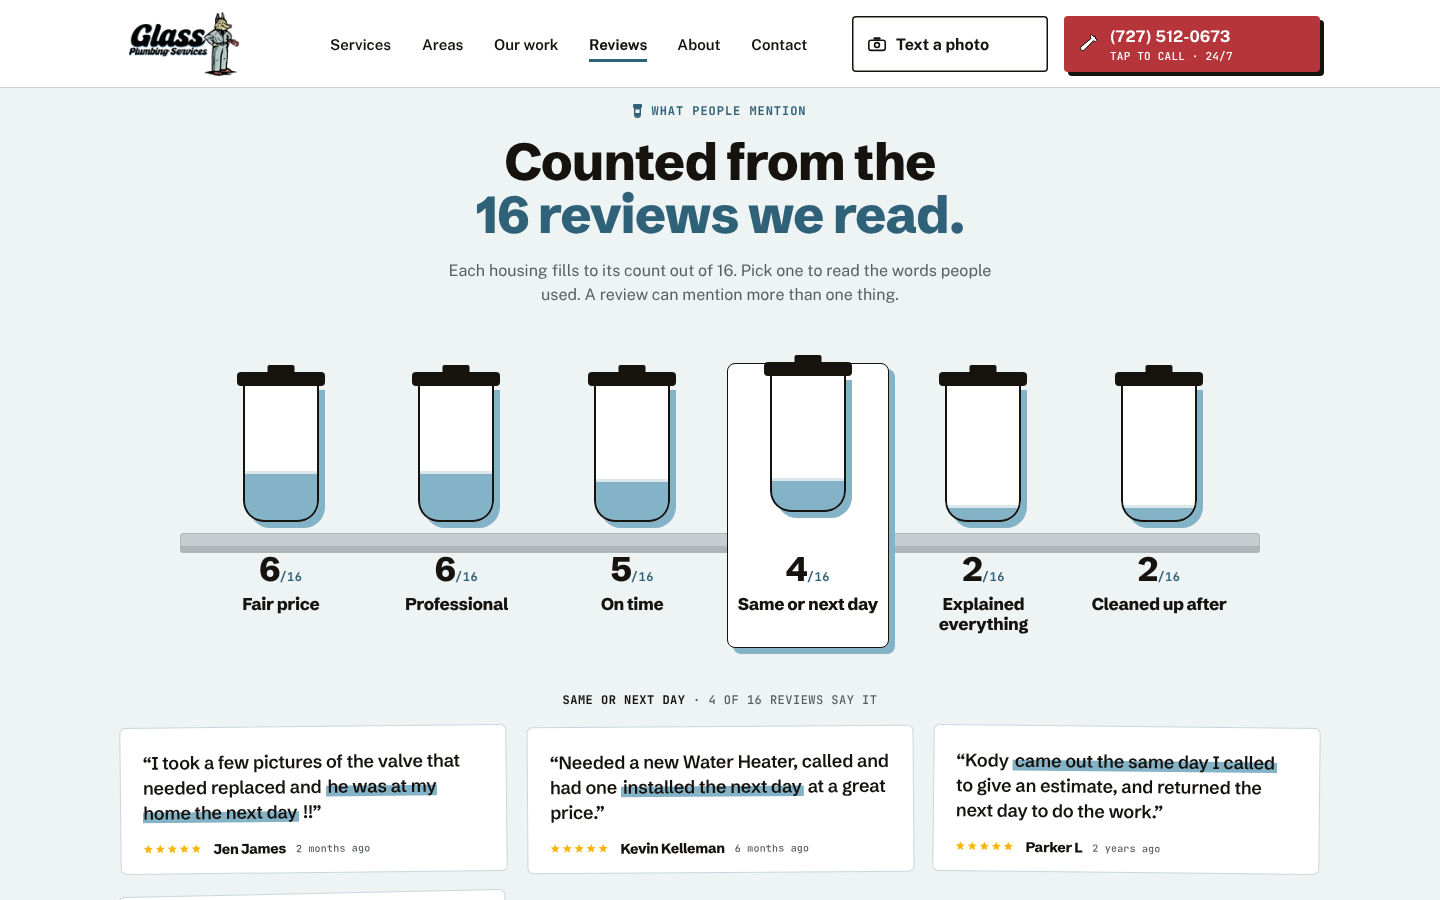 Glass
Plumbing Services
Services
Areas
Our work
Reviews
About
Contact
Text a photo
(727) 512-0673
TAP TO CALL · 24/7
WHAT PEOPLE MENTION
Counted from the
16 reviews we read.
Each housing fills to its count out of 16. Pick one to read the words people
used. A review can mention more than one thing.
6/16
Fair price
6/16
Professional
5/16
On time
4/16
Same or next day
2/16
Explained
everything
2/16
Cleaned up after
SAME OR NEXT DAY · 4 OF 16 REVIEWS SAY IT
“I took a few pictures of the valve that
needed replaced and he was at my
home the next day !!”
★★★★★ Jen James 2 months ago
“Needed a new Water Heater, called and
had one installed the next day at a great
price.”
★★★★★ Kevin Kelleman 6 months ago
“Kody came out the same day I called
to give an estimate, and returned the
next day to do the work.”
★★★★★ Parker L 2 years ago